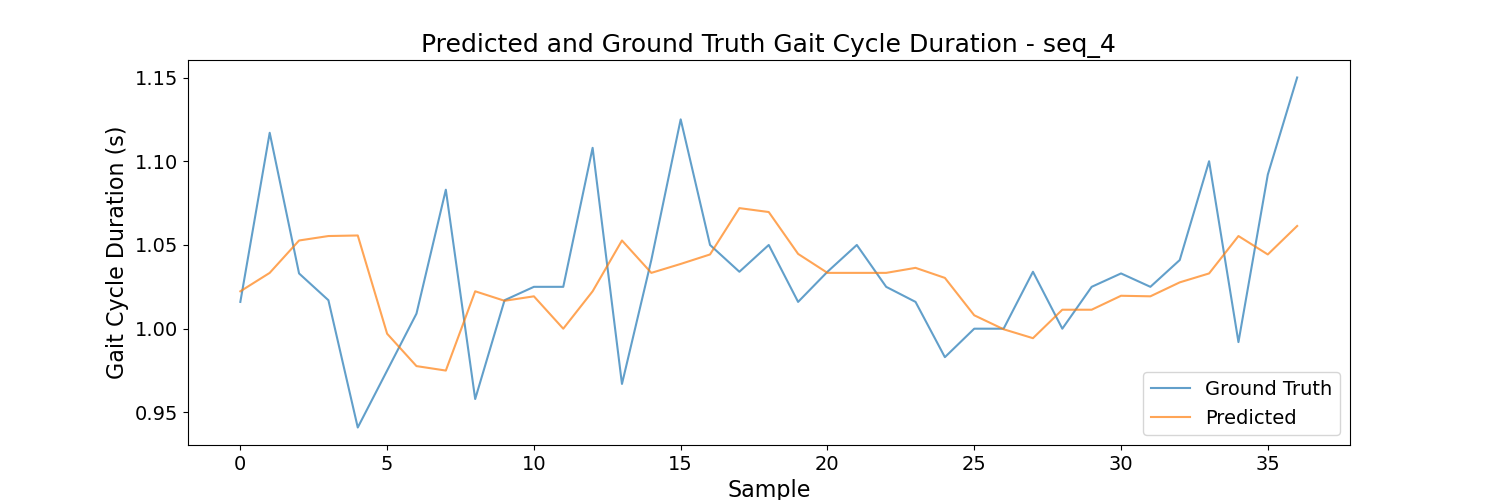 Predicted and Ground Truth Gait Cycle Duration - seq_4
Gait Cycle Duration (s)
1.15
1.10
1.05
1.00
0.95
Ground Truth
Predicted
0 5 10 15 20 25 30 35
Sample